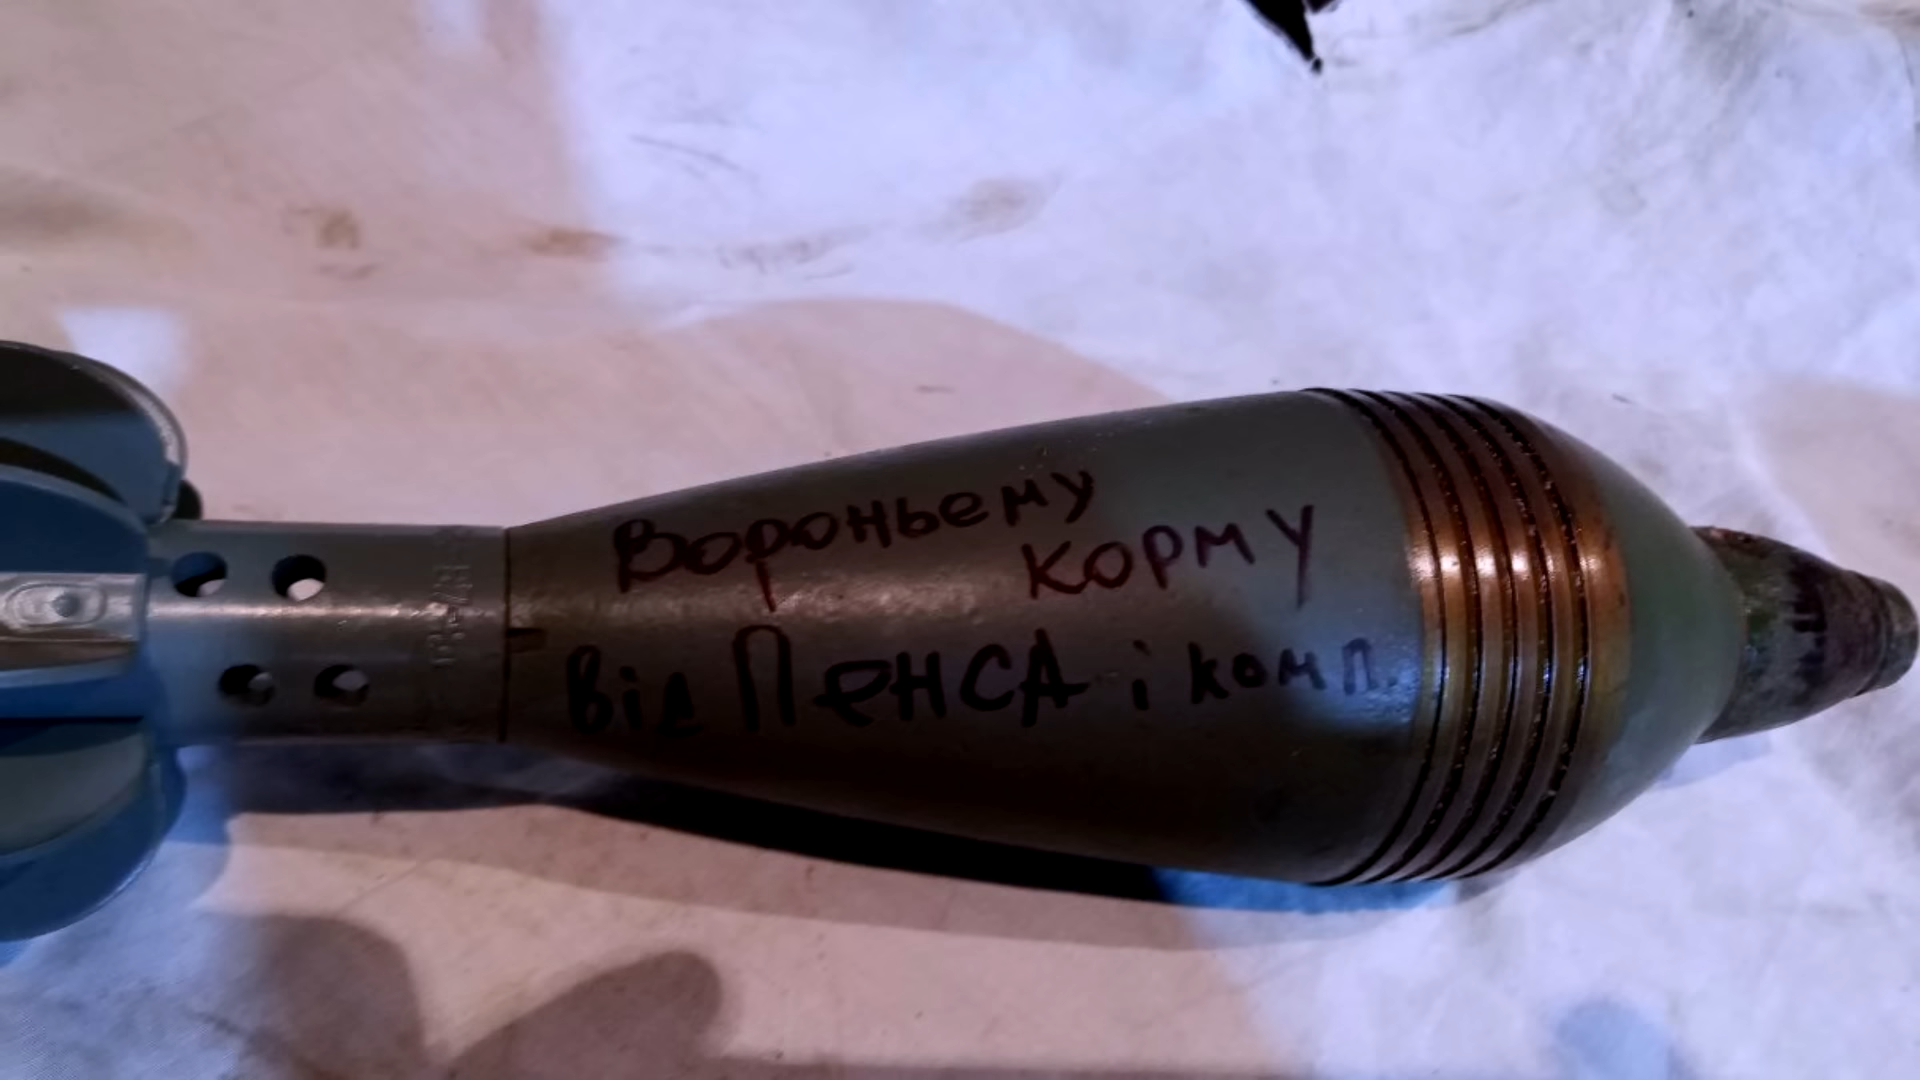 Вороньему
корму
від Пенса і комп.